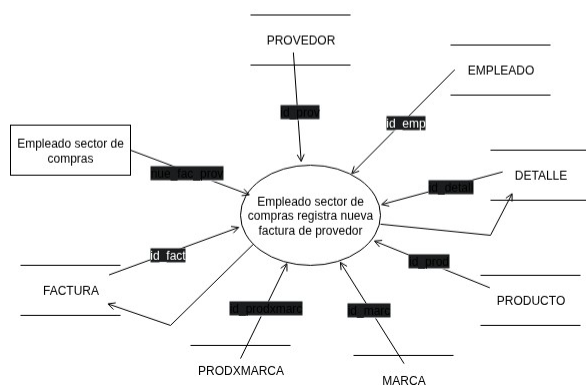 PROVEDOR
EMPLEADO
id_prov
id_emp
Empleado sector de
compras
nue_fac_prov
DETALLE
id_detall
Empleado sector de
compras registra nueva
factura de provedor
id_fact
id_prod
FACTURA
PRODUCTO
id_prodxmarc
id_marc
PRODXMARCA
MARCA